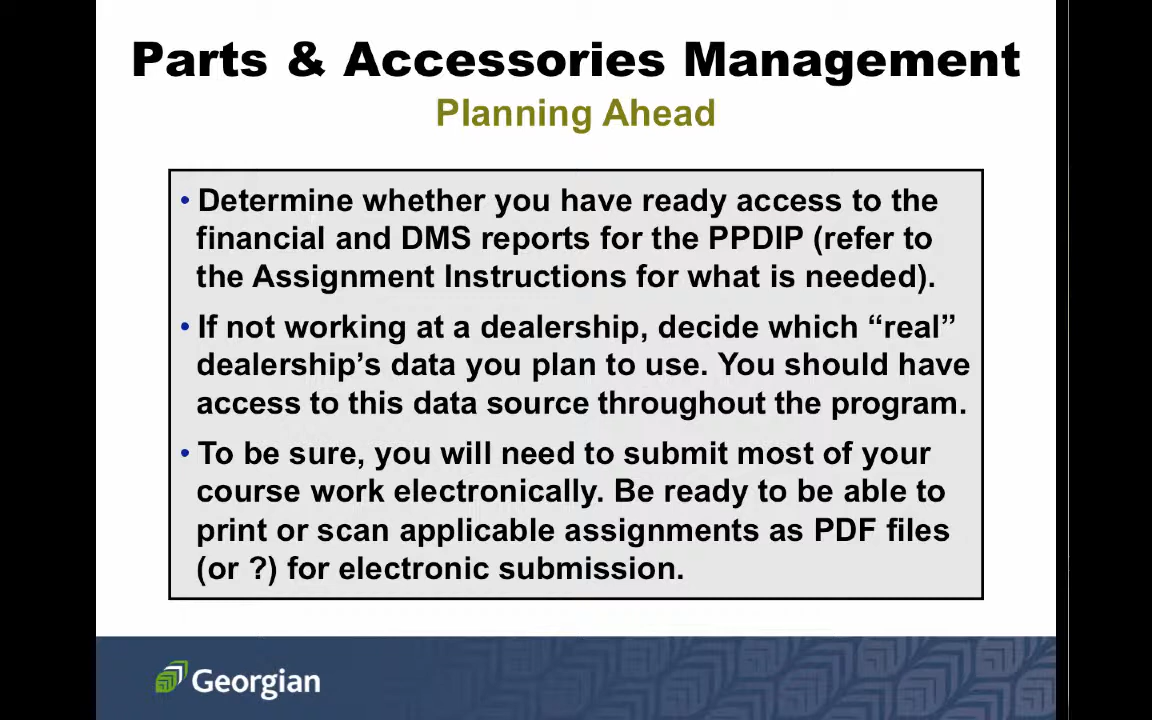 Parts & Accessories Management
Planning Ahead
• Determine whether you have ready access to the
financial and DMS reports for the PPDIP (refer to
the Assignment Instructions for what is needed).
• If not working at a dealership, decide which “real”
dealership’s data you plan to use. You should have
access to this data source throughout the program.
• To be sure, you will need to submit most of your
course work electronically. Be ready to be able to
print or scan applicable assignments as PDF files
(or ?) for electronic submission.
Georgian